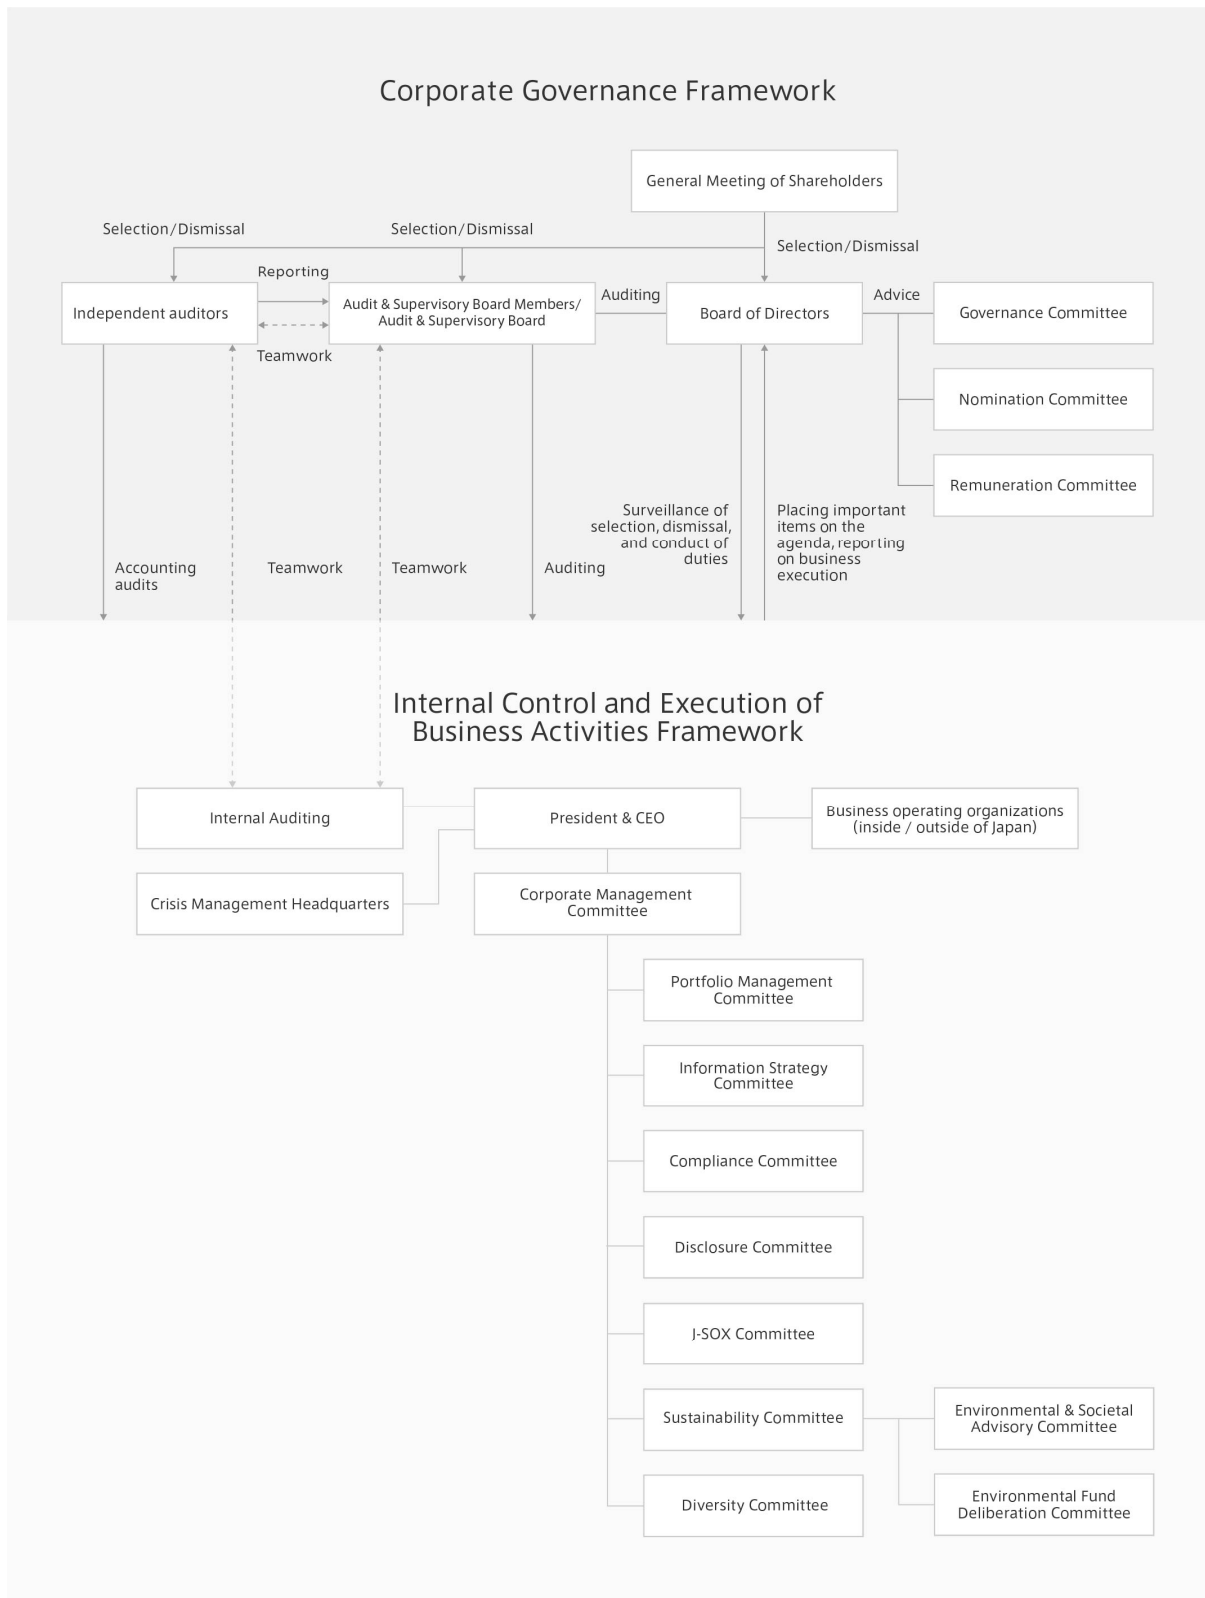 Corporate Governance Framework
General Meeting of Shareholders
Selection/Dismissal
Selection/Dismissal
Selection/Dismissal
Reporting
Independent auditors
Audit & Supervisory Board Members/
Audit & Supervisory Board
Auditing
Board of Directors
Advice
Governance Committee
Teamwork
Nomination Committee
Remuneration Committee
Accounting
audits
Teamwork
Teamwork
Auditing
Surveillance of
selection, dismissal,
and conduct of
duties
Placing important
items on the
agenda, reporting
on business
execution
Internal Control and Execution of
Business Activities Framework
Internal Auditing
President & CEO
Business operating organizations
(inside / outside of Japan)
Crisis Management Headquarters
Corporate Management
Committee
Portfolio Management
Committee
Information Strategy
Committee
Compliance Committee
Disclosure Committee
J-SOX Committee
Sustainability Committee
Environmental & Societal
Advisory Committee
Diversity Committee
Environmental Fund
Deliberation Committee